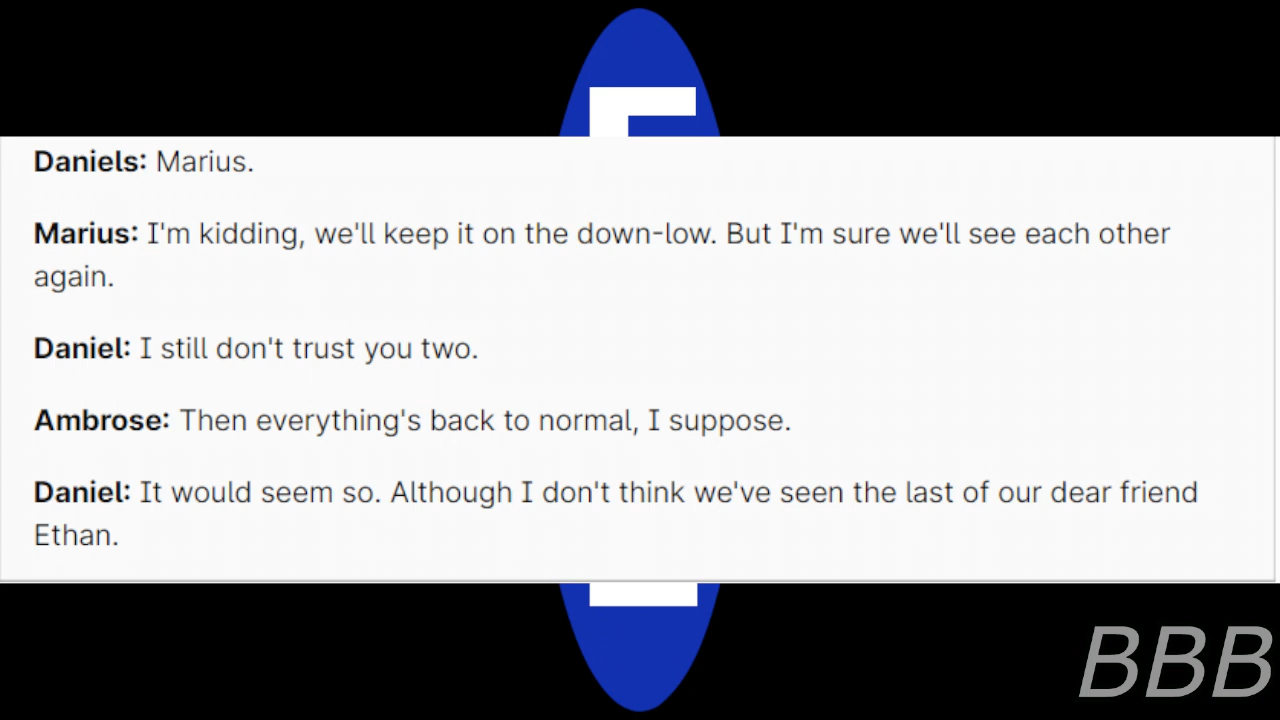 E
Daniels: Marius.
Marius: I'm kidding, we'll keep it on the down-low. But I'm sure we'll see each other
again.
Daniel: I still don't trust you two.
Ambrose: Then everything's back to normal, I suppose.
Daniel: It would seem so. Although I don't think we've seen the last of our dear friend
Ethan.
BBB